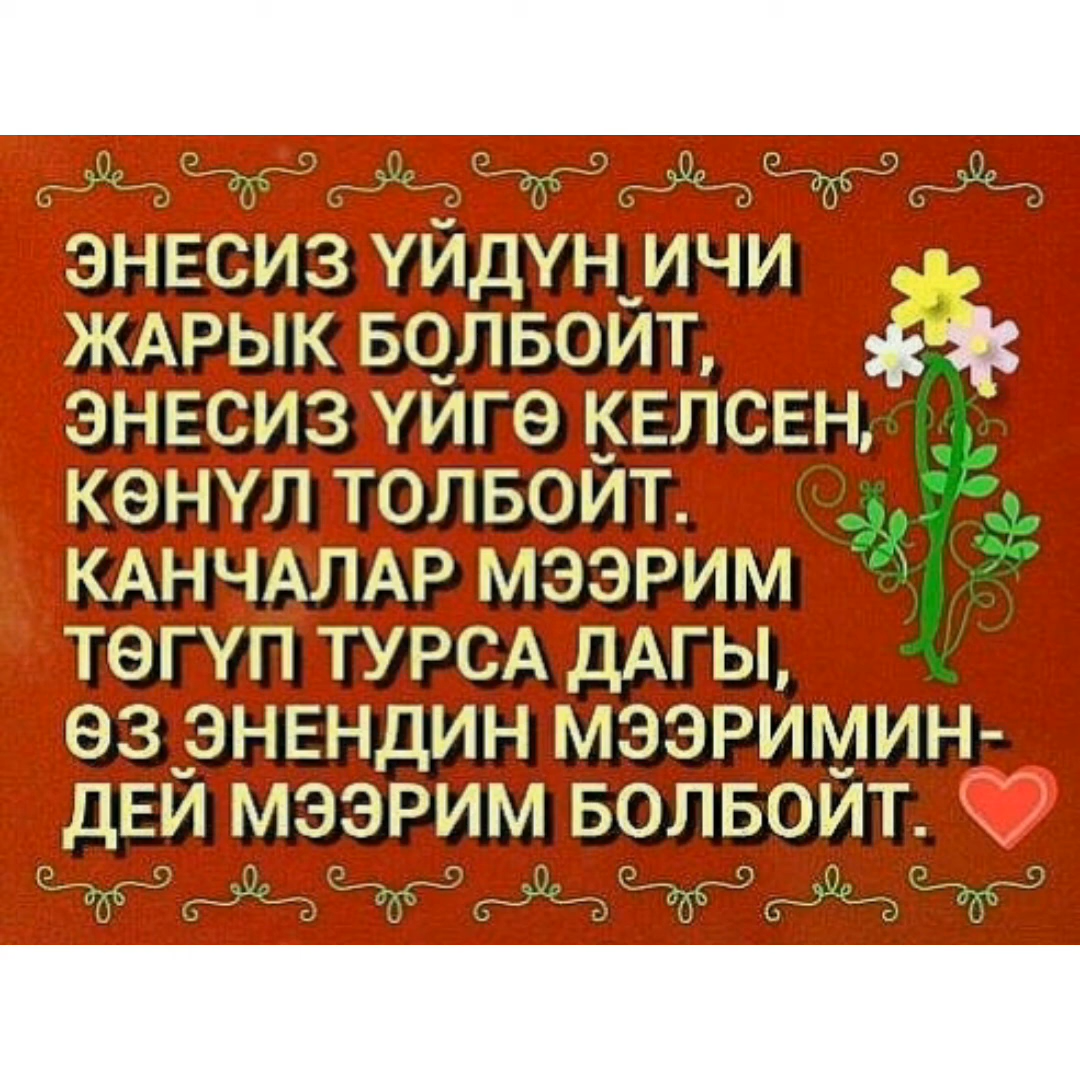 ЭНЕСИЗ ҮЙДҮН ИЧИ
ЖАРЫК БОЛБОЙТ,
ЭНЕСИЗ ҮЙГӨ КЕЛСЕН,
КӨНҮЛ ТОЛБОЙТ.
КАНЧАЛАР МЭЭРИМ
ТӨГҮП ТУРСА ДАГЫ,
ӨЗ ЭНЕНДИН МЭЭРИМИН-
ДЕЙ МЭЭРИМ БОЛБОЙТ.